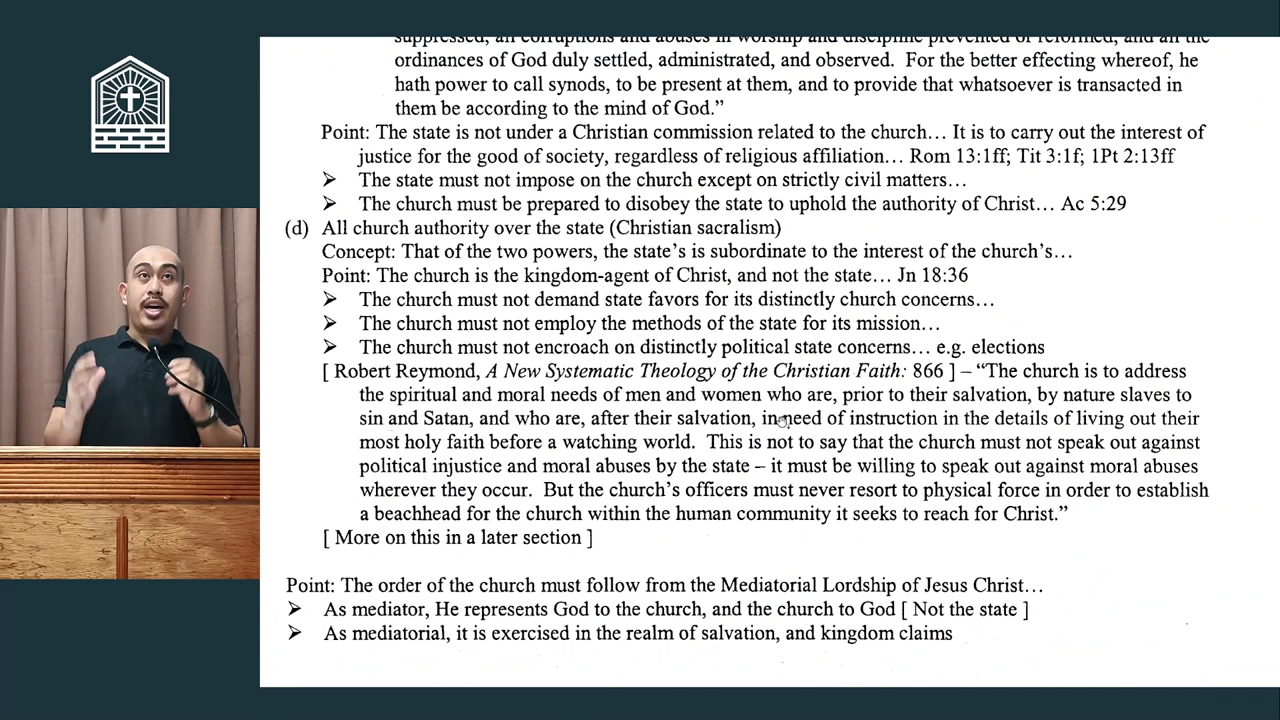 suppressed, all corruptions and abuses in worship and discipline prevented or reformed, and all the
ordinances of God duly settled, administrated, and observed. For the better effecting whereof, he
hath power to call synods, to be present at them, and to provide that whatsoever is transacted in
them be according to the mind of God.”
Point: The state is not under a Christian commission related to the church… It is to carry out the interest of
justice for the good of society, regardless of religious affiliation… Rom 13:1ff; Tit 3:1f; 1Pt 2:13ff
➢ The state must not impose on the church except on strictly civil matters…
➢ The church must be prepared to disobey the state to uphold the authority of Christ… Ac 5:29
(d) All church authority over the state (Christian sacralism)
Concept: That of the two powers, the state’s is subordinate to the interest of the church’s…
Point: The church is the kingdom-agent of Christ, and not the state… Jn 18:36
➢ The church must not demand state favors for its distinctly church concerns…
➢ The church must not employ the methods of the state for its mission…
➢ The church must not encroach on distinctly political state concerns… e.g. elections
[ Robert Reymond, A New Systematic Theology of the Christian Faith: 866 ] – “The church is to address
the spiritual and moral needs of men and women who are, prior to their salvation, by nature slaves to
sin and Satan, and who are, after their salvation, in need of instruction in the details of living out their
most holy faith before a watching world. This is not to say that the church must not speak out against
political injustice and moral abuses by the state – it must be willing to speak out against moral abuses
wherever they occur. But the church’s officers must never resort to physical force in order to establish
a beachhead for the church within the human community it seeks to reach for Christ.”
[ More on this in a later section ]
Point: The order of the church must follow from the Mediatorial Lordship of Jesus Christ…
➢ As mediator, He represents God to the church, and the church to God [ Not the state ]
➢ As mediatorial, it is exercised in the realm of salvation, and kingdom claims